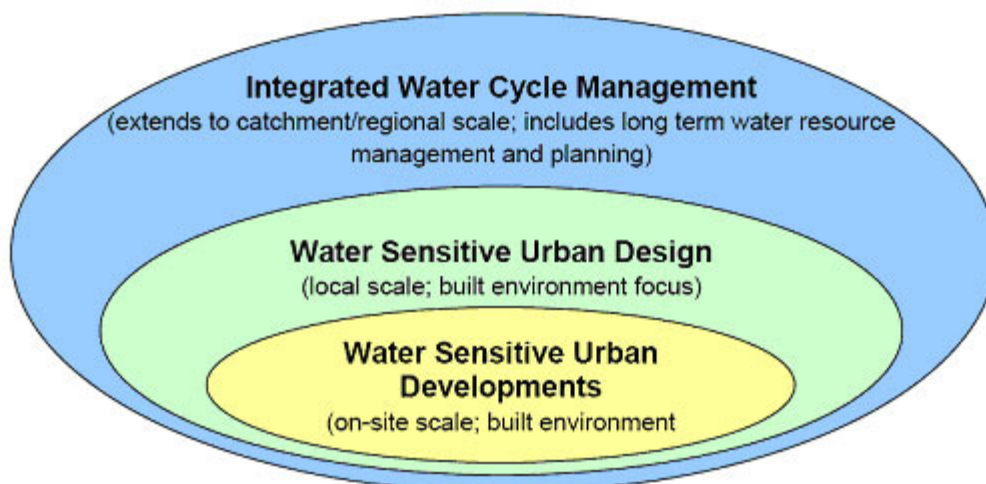 Integrated Water Cycle Management
(extends to catchment/regional scale; includes long term water resource
management and planning)
Water Sensitive Urban Design
(local scale; built environment focus)
Water Sensitive Urban
Developments
(on-site scale; built environment